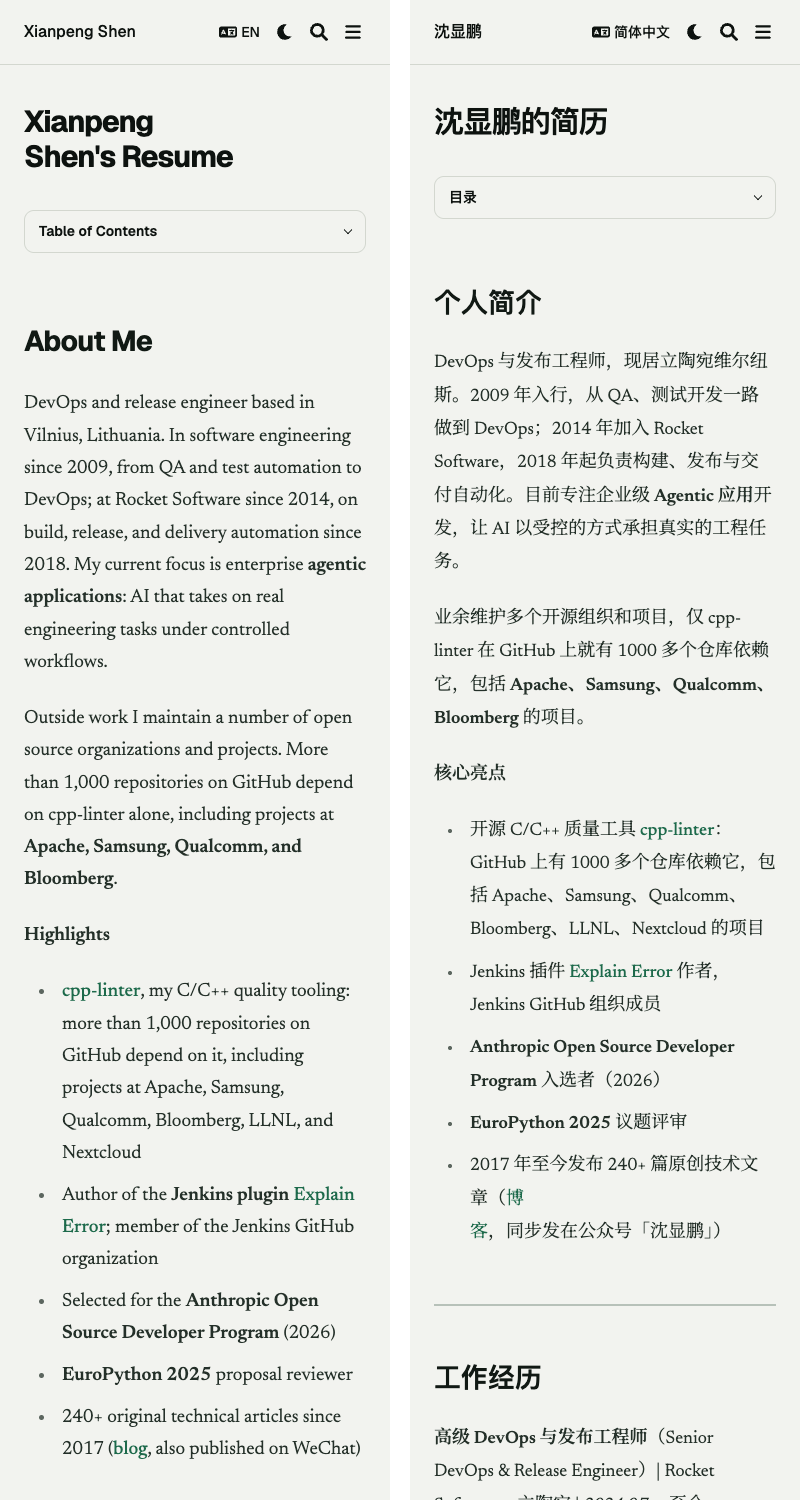 Xianpeng Shen EN
Xianpeng
Shen's Resume
Table of Contents
About Me
DevOps and release engineer based in
Vilnius, Lithuania. In software engineering
since 2009, from QA and test automation to
DevOps; at Rocket Software since 2014, on
build, release, and delivery automation since
2018. My current focus is enterprise agentic
applications: AI that takes on real
engineering tasks under controlled
workflows.
Outside work I maintain a number of open
source organizations and projects. More
than 1,000 repositories on GitHub depend
on cpp-linter alone, including projects at
Apache, Samsung, Qualcomm, and
Bloomberg.
Highlights
• cpp-linter, my C/C++ quality tooling:
more than 1,000 repositories on
GitHub depend on it, including
projects at Apache, Samsung,
Qualcomm, Bloomberg, LLNL, and
Nextcloud
• Author of the Jenkins plugin Explain
Error; member of the Jenkins GitHub
organization
• Selected for the Anthropic Open
Source Developer Program (2026)
• EuroPython 2025 proposal reviewer
• 240+ original technical articles since
2017 (blog, also published on WeChat)
沈显鹏 简体中文
沈显鹏的简历
目录
个人简介
DevOps 与发布工程师，现居立陶宛维尔纽
斯。2009 年入行，从 QA、测试开发一路
做到 DevOps；2014 年加入 Rocket
Software，2018 年起负责构建、发布与交
付自动化。目前专注企业级 Agentic 应用开
发，让 AI 以受控的方式承担真实的工程任
务。
业余维护多个开源组织和项目，仅 cpp-
linter 在 GitHub 上就有 1000 多个仓库依赖
它，包括 Apache、Samsung、Qualcomm、
Bloomberg 的项目。
核心亮点
• 开源 C/C++ 质量工具 cpp-linter：
GitHub 上有 1000 多个仓库依赖它，包
括 Apache、Samsung、Qualcomm、
Bloomberg、LLNL、Nextcloud 的项目
• Jenkins 插件 Explain Error 作者，
Jenkins GitHub 组织成员
• Anthropic Open Source Developer
Program 入选者（2026）
• EuroPython 2025 议题评审
• 2017 年至今发布 240+ 篇原创技术文
章（博
客，同步发在公众号「沈显鹏」）
工作经历
高级 DevOps 与发布工程师（Senior
DevOps & Release Engineer）| Rocket